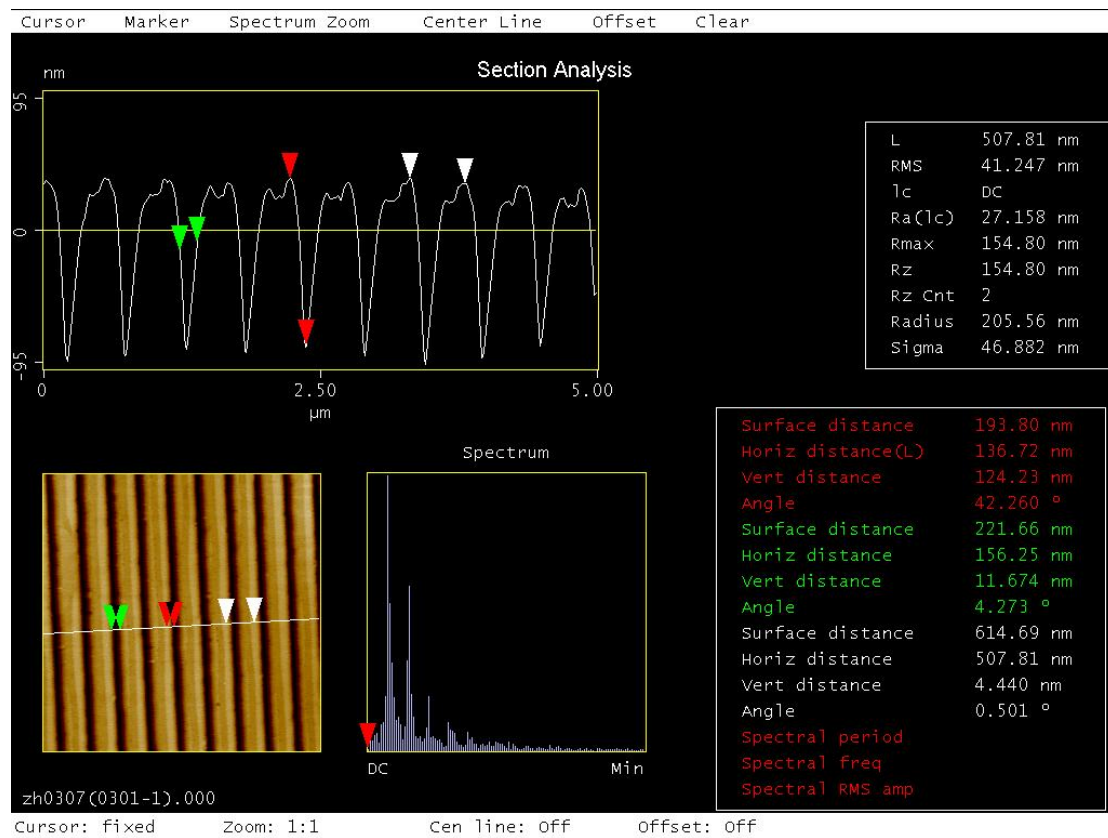 Cursor Marker Spectrum Zoom Center Line Offset Clear
nm
Section Analysis
95
0
-95
0 2.50 5.00
µm
L 507.81 nm
RMS 41.247 nm
lc DC
Ra(lc) 27.158 nm
Rmax 154.80 nm
Rz 154.80 nm
Rz Cnt 2
Radius 205.56 nm
Sigma 46.882 nm
Surface distance 193.80 nm
Horiz distance(L) 136.72 nm
Vert distance 124.23 nm
Angle 42.260 °
Surface distance 221.66 nm
Horiz distance 156.25 nm
Vert distance 11.674 nm
Angle 4.273 °
Surface distance 614.69 nm
Horiz distance 507.81 nm
Vert distance 4.440 nm
Angle 0.501 °
Spectral period
Spectral freq
Spectral RMS amp
Spectrum
DC Min
zh0307(0301-1).000
Cursor: fixed Zoom: 1:1 Cen line: Off Offset: Off